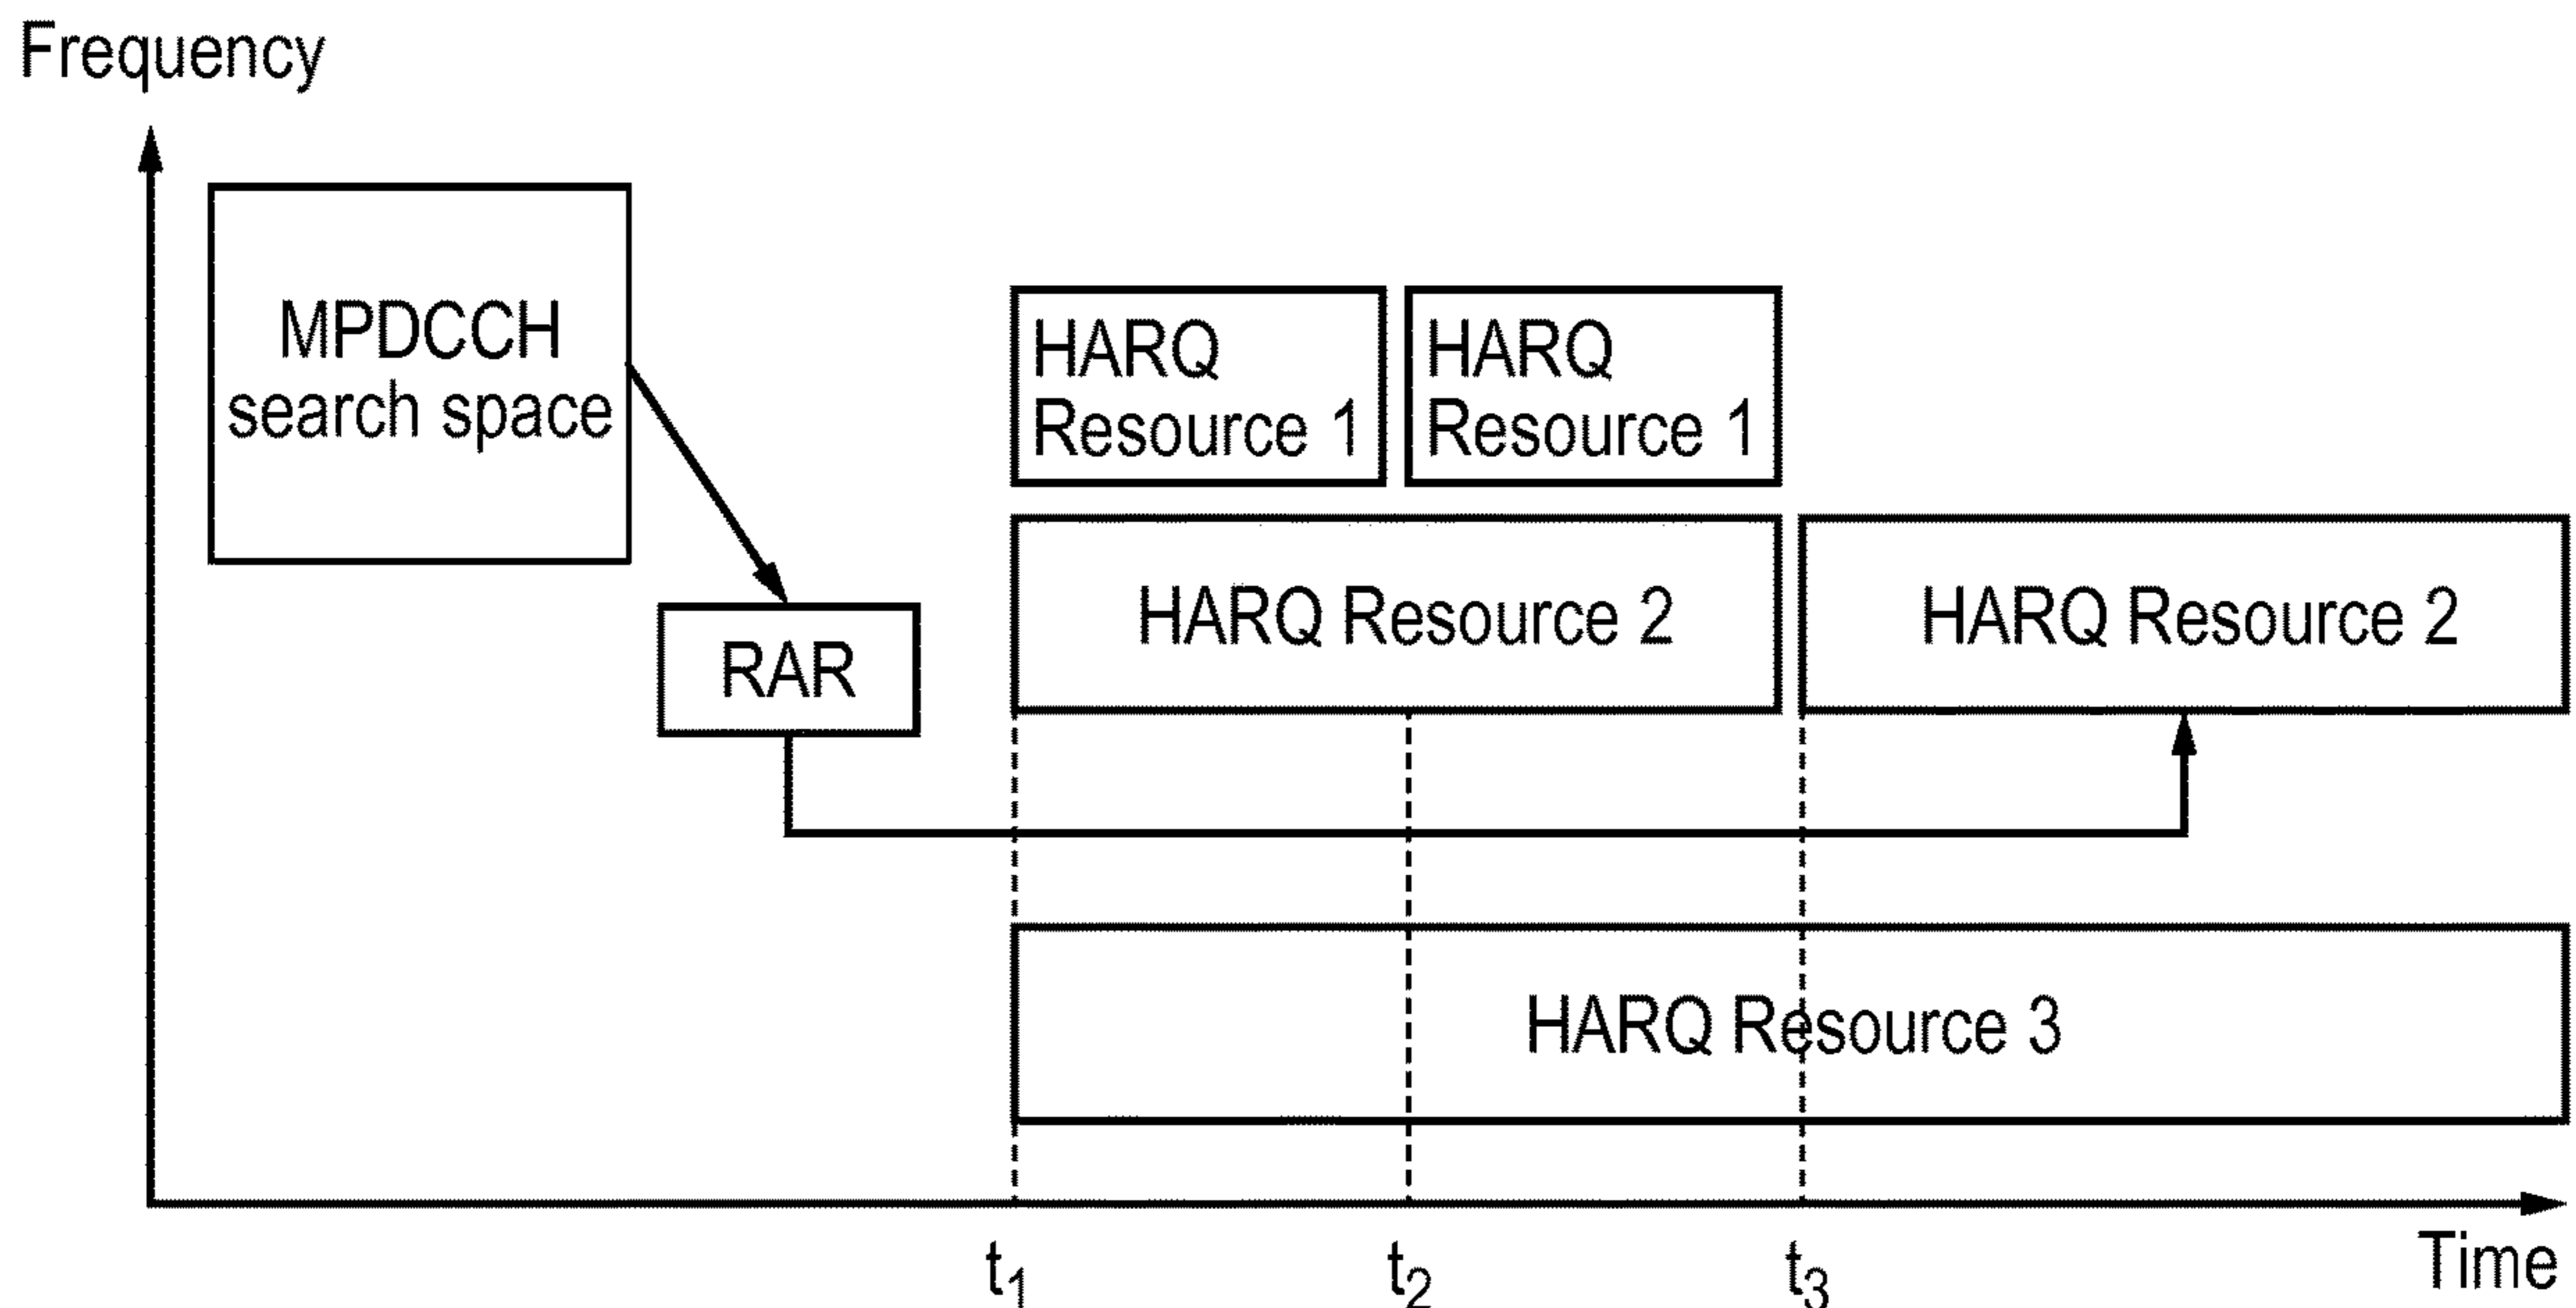 Frequency
MPDCCH
search space
HARQ
Resource 1
HARQ
Resource 1
HARQ Resource 2
HARQ Resource 2
RAR
HARQ Resource 3
t₁
t₂
t₃
Time